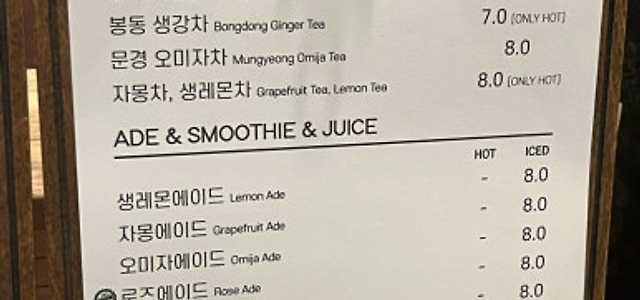 봉동 생강차 Bongdong Ginger Tea 7.0 [ONLY HOT]
문경 오미자차 Mungyeong Omija Tea 8.0
자몽차, 생레몬차 Grapefruit Tea, Lemon Tea 8.0 [ONLY HOT]
ADE & SMOOTHIE & JUICE
HOT ICED
생레몬에이드 Lemon Ade - 8.0
자몽에이드 Grapefruit Ade - 8.0
오미자에이드 Omija Ade - 8.0
로즈에이드 Rose Ade - 8.0
- 8.0